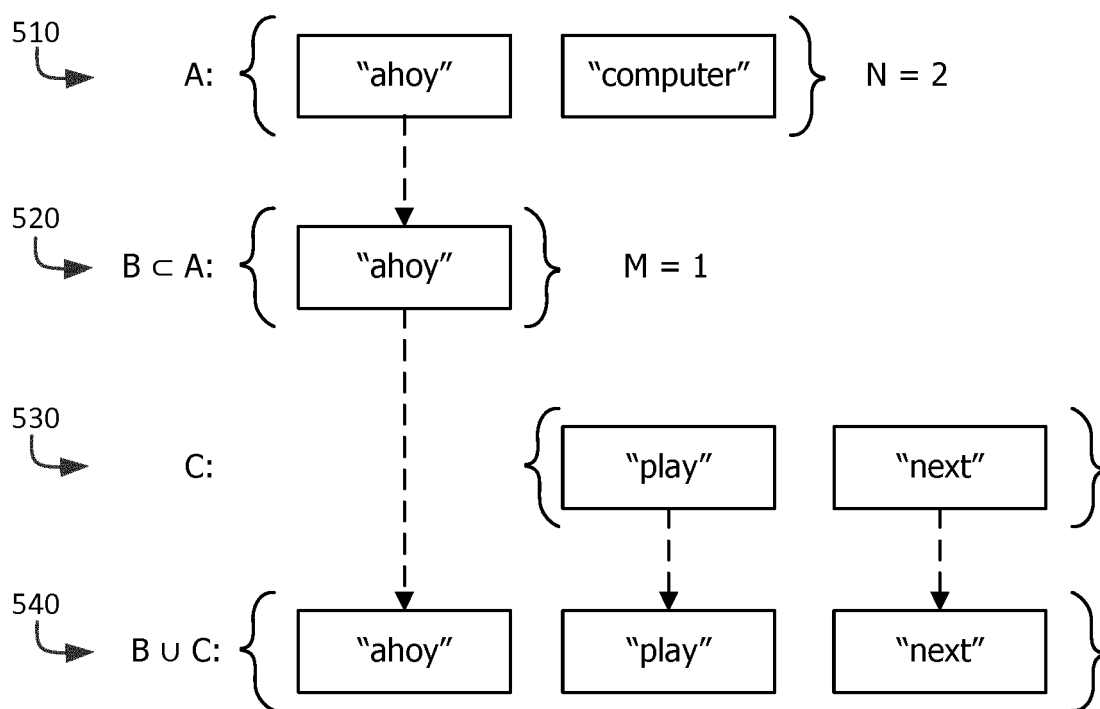 510
A: “ahoy” “computer” N = 2
520
B ⊂ A: “ahoy” M = 1
530
C: “play” “next”
540
B ∪ C: “ahoy” “play” “next”